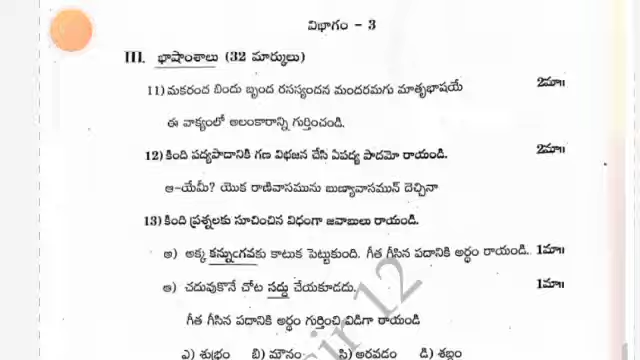 విభాగం - 3
III. భాషాంశాలు (32 మార్కులు)
11) మకరంద బిందు బృంద రసస్యందన మందరమగు మాతృభాషయే 2మా॥
ఈ వాక్యంలో అలంకారాన్ని గుర్తించండి.
12) కింది పద్యపాదానికి గణ విభజన చేసి ఏపద్య పాదమో రాయండి. 2మా॥
ఆ-యేమీ? యొక రాణివాసమును బుణ్యావాసమున్ దెచ్చినా
13) కింది ప్రశ్నలకు సూచించిన విధంగా జవాబులు రాయండి.
అ) అక్క కన్నుఁగవకు కాటుక పెట్టుకుంది. గీత గీసిన పదానికి అర్థం రాయండి. 1మా॥
ఆ) చదువుకొనే చోట సద్దు చేయకూడదు. 1మా॥
గీత గీసిన పదానికి అర్థం గుర్తించి విడిగా రాయండి
ఎ) శుభ్రం బి) మౌనం సి) అరవడం డి) శబ్దం
Sir 12